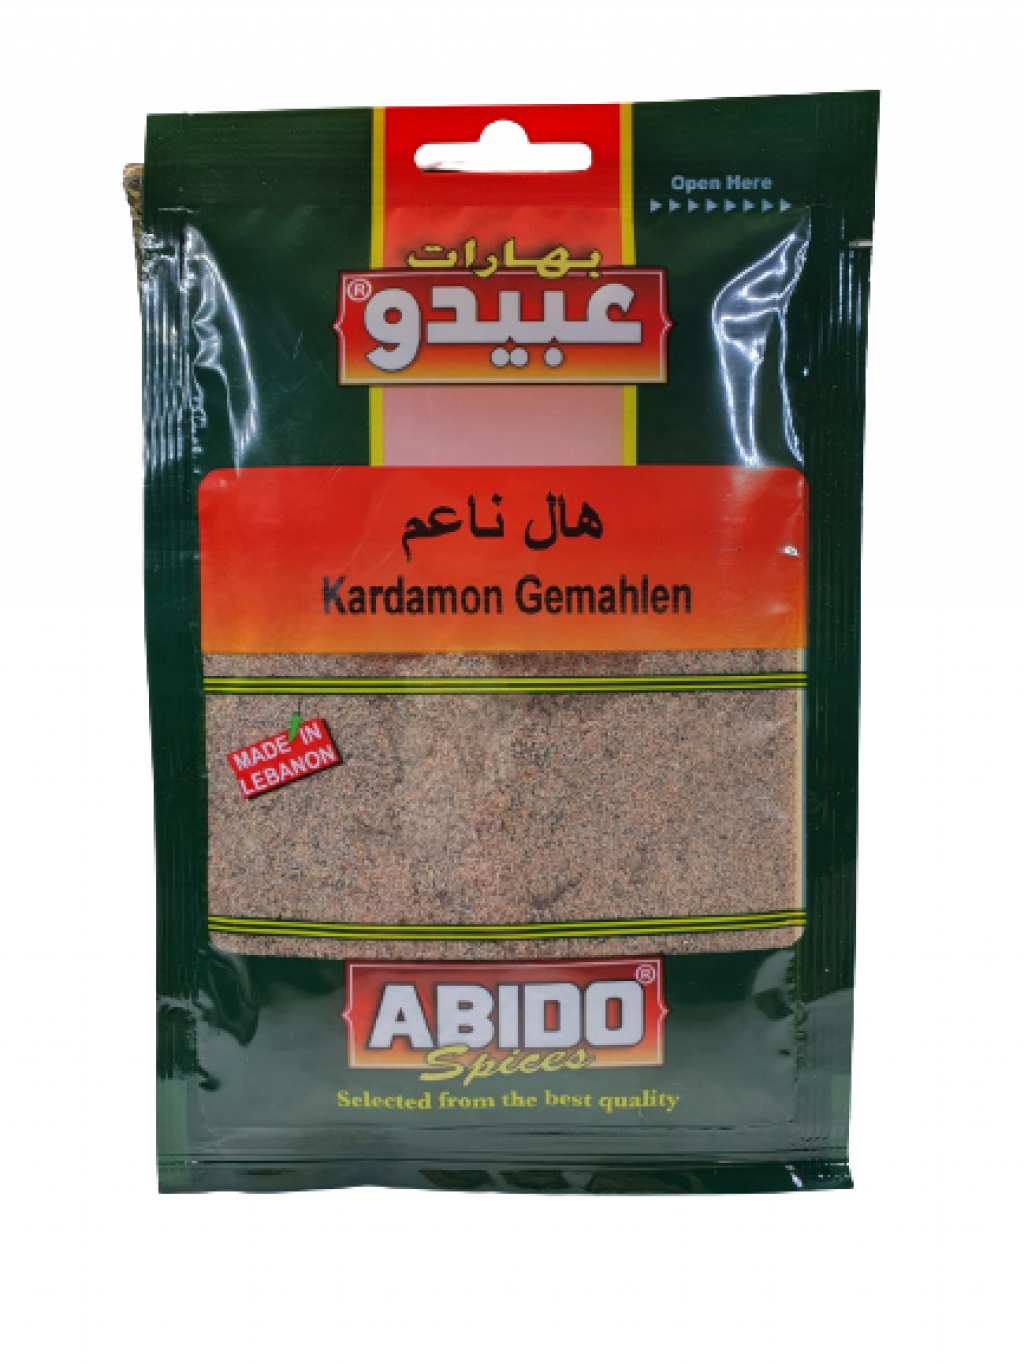 Open Here
بهارات
عبيدو®
هال ناعم
Kardamon Gemahlen
MADE IN
LEBANON
ABIDO®
Spices
Selected from the best quality